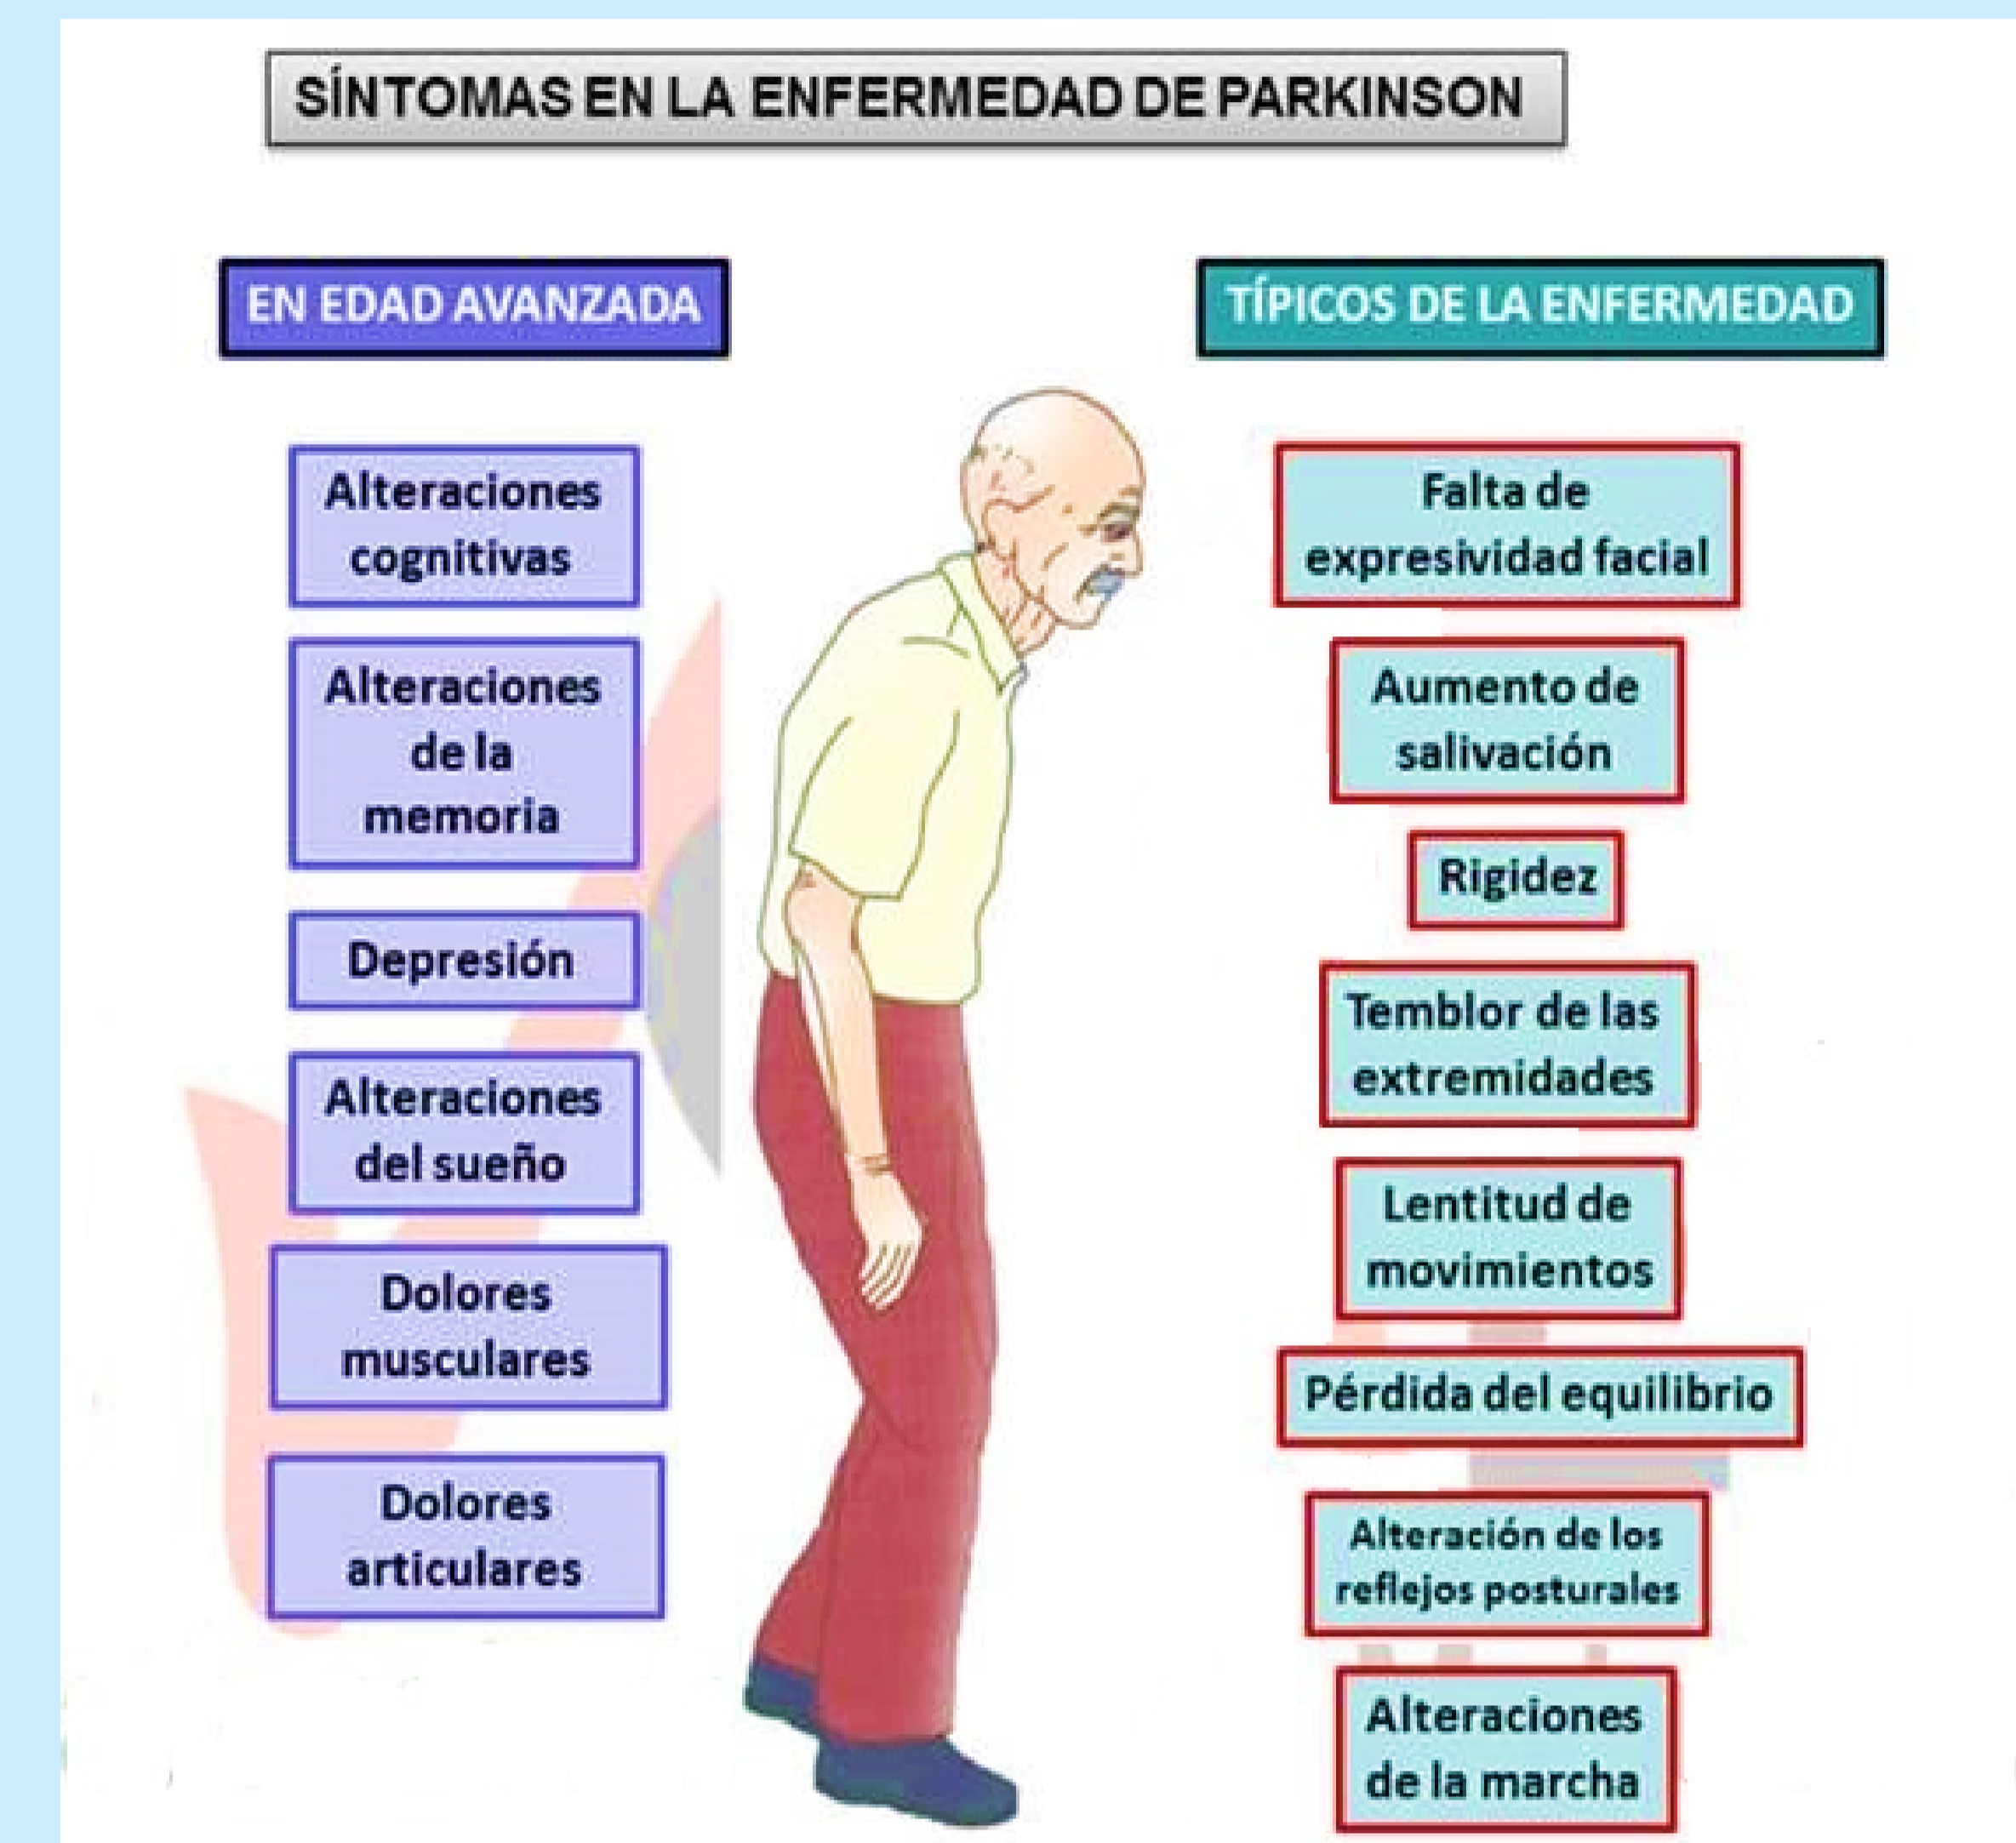 SÍNTOMAS EN LA ENFERMEDAD DE PARKINSON
EN EDAD AVANZADA
Alteraciones
cognitivas
Alteraciones
de la
memoria
Depresión
Alteraciones
del sueño
Dolores
musculares
Dolores
articulares
TÍPICOS DE LA ENFERMEDAD
Falta de
expresividad facial
Aumento de
salivación
Rigidez
Temblor de las
extremidades
Lentitud de
movimientos
Pérdida del equilibrio
Alteración de los
reflejos posturales
Alteraciones
de la marcha